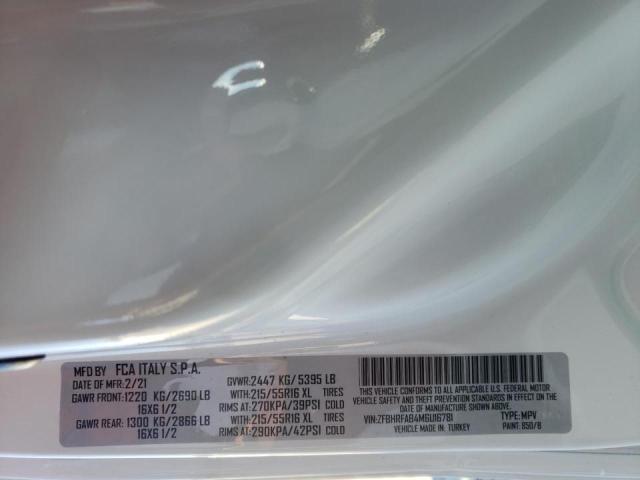 MFD BY FCA ITALY S.P.A.
DATE OF MFR: 2/21 GVWR: 2447 KG/ 5395 LB
GAWR FRONT: 1220 KG/2690 LB WITH: 215/55R16 XL TIRES
16X6 1/2 RIMS AT: 270KPA/39PSI COLD
GAWR REAR: 1300 KG/2866 LB WITH: 215/55R16 XL TIRES
16X6 1/2 RIMS AT: 290KPA/42PSI COLD
THIS VEHICLE CONFORMS TO ALL APPLICABLE U.S. FEDERAL MOTOR
VEHICLE SAFETY AND THEFT PREVENTION STANDARDS IN
EFFECT ON THE DATE OF MANUFACTURE SHOWN ABOVE.
VIN: ZFBHRFAB4M6U16781 TYPE: MPV
VEHICLE MADE IN: TURKEY PAINT: 850/B